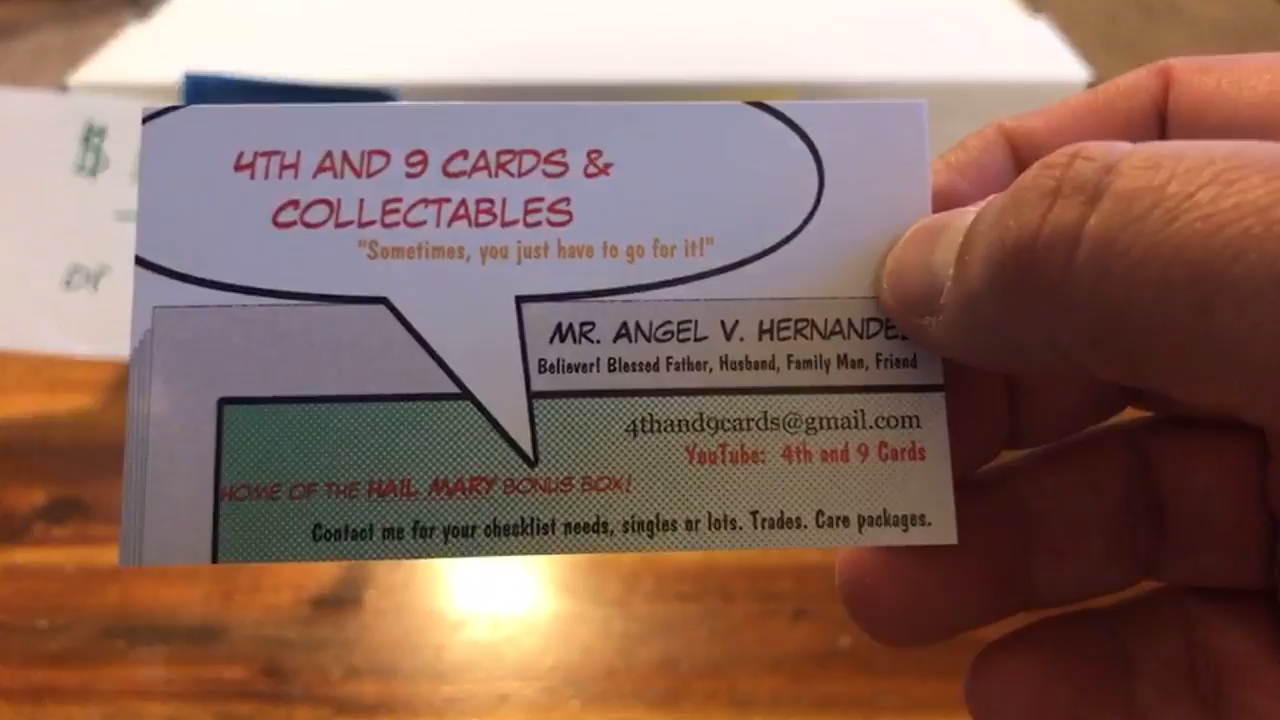 $
or
4TH AND 9 CARDS &
COLLECTABLES
"Sometimes, you just have to go for it!"
MR. ANGEL V. HERNANDE
Believer! Blessed Father, Husband, Family Man, Friend
4thand9cards@gmail.com
YouTube: 4th and 9 Cards
HOME OF THE HAIL MARY BONUS BOX!
Contact me for your checklist needs, singles or lots. Trades. Care packages.